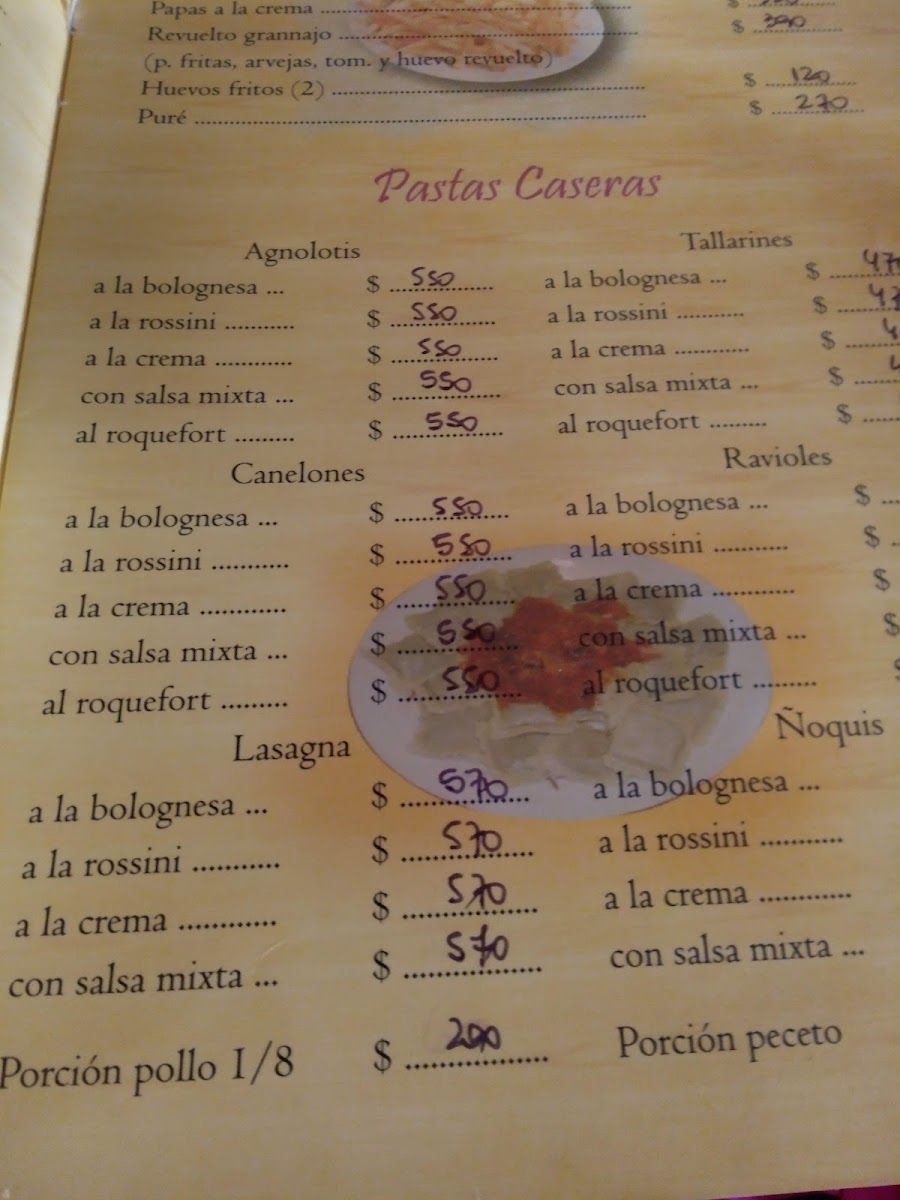 Papas a la crema ........ $
Revuelto grannajo ........ $ 390
(p. fritas, arvejas, tom. y huevo revuelto)
Huevos fritos (2) ........ $ 120
Puré ........ $ 270
Pastas Caseras
Agnolotis
a la bolognesa ... $ 550
a la rossini ........... $ 550
a la crema ............ $ 550
con salsa mixta ... $ 550
al roquefort ......... $ 550
Canelones
a la bolognesa ... $ 550
a la rossini ........... $ 550
a la crema ............ $ 550
con salsa mixta ... $ 550
al roquefort ......... $ 550
Lasagna
a la bolognesa ... $ 570
a la rossini ........... $ 570
a la crema ............ $ 570
con salsa mixta ... $ 570
Porción pollo 1/8 $ 200
Tallarines
a la bolognesa ... $
a la rossini ........... $
a la crema ............ $
con salsa mixta ... $
al roquefort ......... $
Ravioles
a la bolognesa ... $
a la rossini ........... $
a la crema ............ $
con salsa mixta ... $
al roquefort ......... $
Ñoquis
a la bolognesa ...
a la rossini ...........
a la crema ............
con salsa mixta ...
Porción peceto